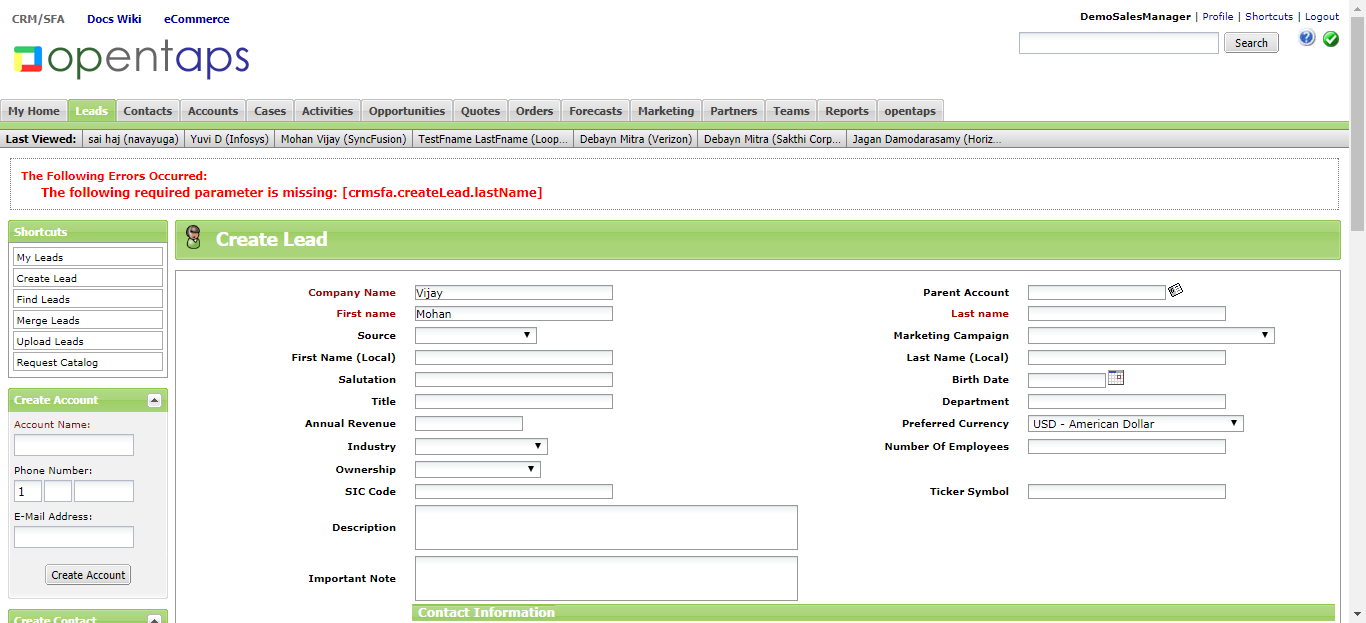 CRM/SFA Docs Wiki eCommerce
DemoSalesManager | Profile | Shortcuts | Logout
opentaps
Search
My Home Leads Contacts Accounts Cases Activities Opportunities Quotes Orders Forecasts Marketing Partners Teams Reports opentaps
Last Viewed: sai haj (navayuga) Yuvi D (Infosys) Mohan Vijay (SyncFusion) TestFname LastFname (Loop... Debayn Mitra (Verizon) Debayn Mitra (Sakthi Corp... Jagan Damodarasamy (Horiz...
The Following Errors Occurred:
The following required parameter is missing: [crmsfa.createLead.lastName]
Shortcuts
My Leads
Create Lead
Find Leads
Merge Leads
Upload Leads
Request Catalog
Create Account
Account Name:
Phone Number:
1
E-Mail Address:
Create Account
Create Contact
Create Lead
Company Name Vijay Parent Account
First name Mohan Last name
Source Marketing Campaign
First Name (Local) Last Name (Local)
Salutation Birth Date
Title Department
Annual Revenue Preferred Currency USD - American Dollar
Industry Number Of Employees
Ownership
SIC Code Ticker Symbol
Description
Important Note
Contact Information